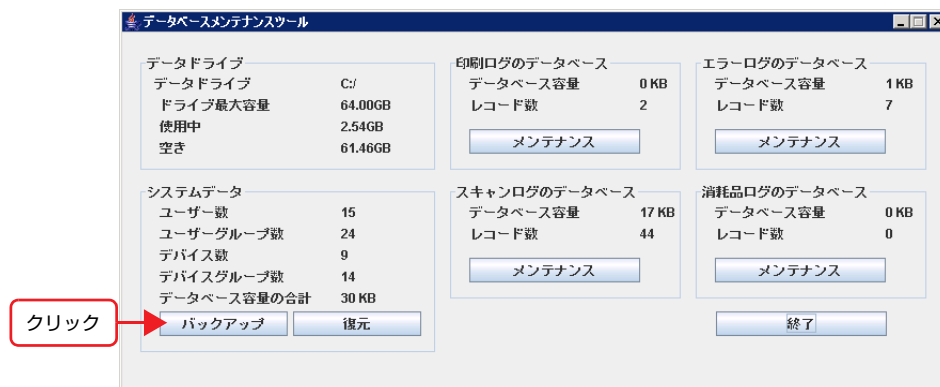 データベースメンテナンスツール
データドライブ
データドライブ C:/
ドライブ最大容量 64.00GB
使用中 2.54GB
空き 61.46GB
印刷ログのデータベース
データベース容量 0 KB
レコード数 2
メンテナンス
エラーログのデータベース
データベース容量 1 KB
レコード数 7
メンテナンス
システムデータ
ユーザー数 15
ユーザーグループ数 24
デバイス数 9
デバイスグループ数 14
データベース容量の合計 30 KB
バックアップ 復元
スキャンログのデータベース
データベース容量 17 KB
レコード数 44
メンテナンス
消耗品ログのデータベース
データベース容量 0 KB
レコード数 0
メンテナンス
クリック
終了